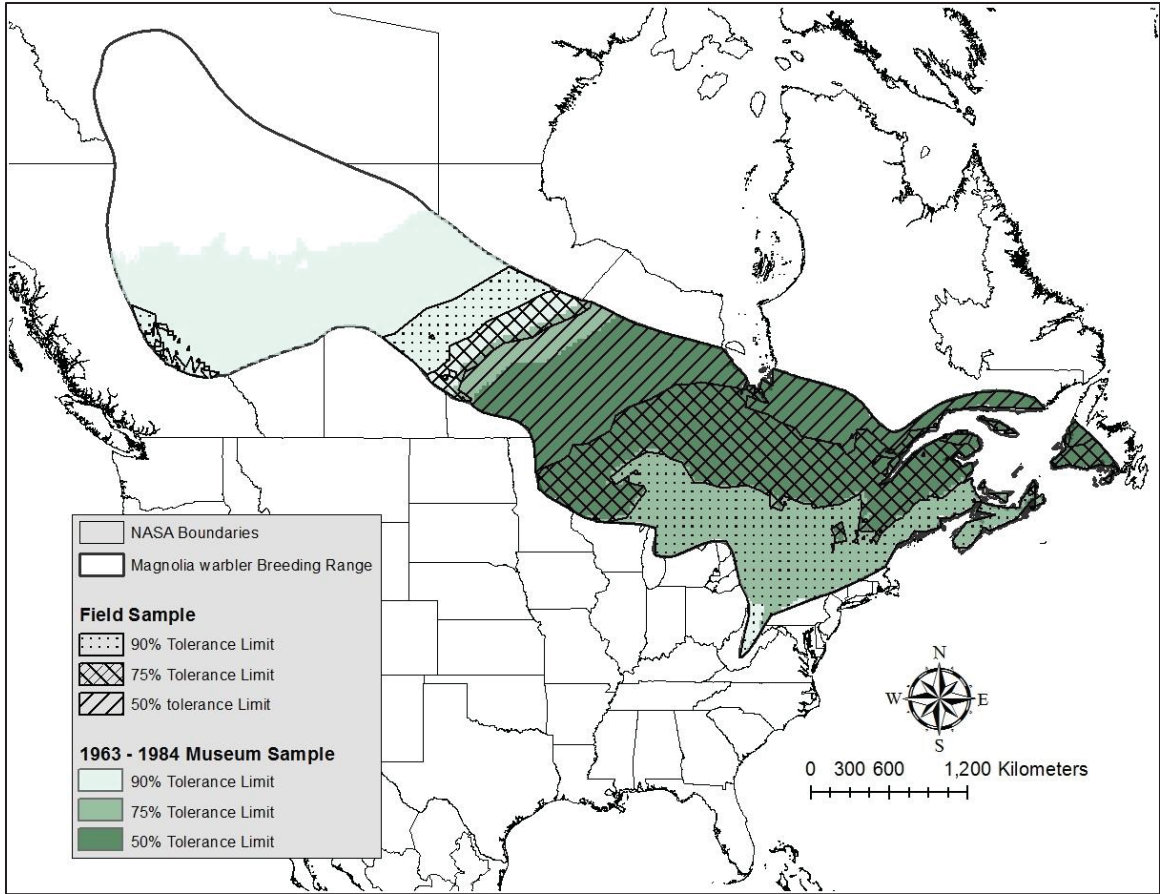 NASA Boundaries
Magnolia warbler Breeding Range
Field Sample
90% Tolerance Limit
75% Tolerance Limit
50% tolerance Limit
1963 - 1984 Museum Sample
90% Tolerance Limit
75% Tolerance Limit
50% Tolerance Limit
N
W E
S
0 300 600 1,200 Kilometers